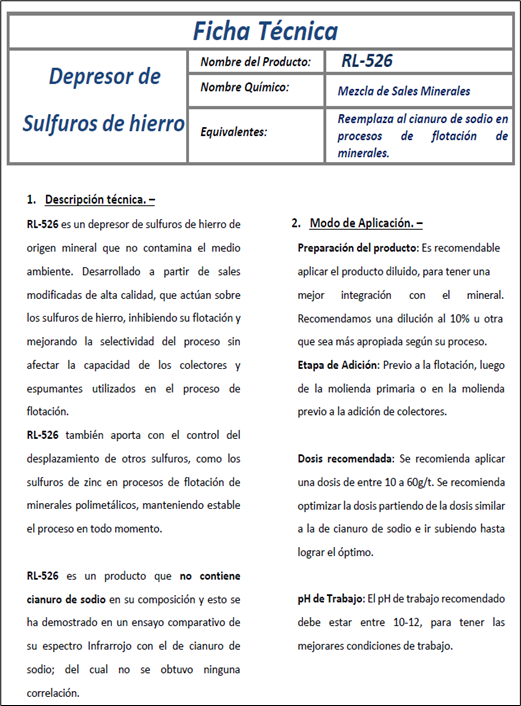 Ficha Técnica
Depresor de
Sulfuros de hierro
Nombre del Producto: RL-526
Nombre Químico: Mezcla de Sales Minerales
Equivalentes: Reemplaza al cianuro de sodio en
procesos de flotación de
minerales.
1. Descripción técnica. –
RL-526 es un depresor de sulfuros de hierro de
origen mineral que no contamina el medio
ambiente. Desarrollado a partir de sales
modificadas de alta calidad, que actúan sobre
los sulfuros de hierro, inhibiendo su flotación y
mejorando la selectividad del proceso sin
afectar la capacidad de los colectores y
espumantes utilizados en el proceso de
flotación.
RL-526 también aporta con el control del
desplazamiento de otros sulfuros, como los
sulfuros de zinc en procesos de flotación de
minerales polimetálicos, manteniendo estable
el proceso en todo momento.
RL-526 es un producto que no contiene
cianuro de sodio en su composición y esto se
ha demostrado en un ensayo comparativo de
su espectro Infrarrojo con el de cianuro de
sodio; del cual no se obtuvo ninguna
correlación.
2. Modo de Aplicación. –
Preparación del producto: Es recomendable
aplicar el producto diluido, para tener una
mejor integración con el mineral.
Recomendamos una dilución al 10% u otra
que sea más apropiada según su proceso.
Etapa de Adición: Previo a la flotación, luego
de la molienda primaria o en la molienda
previo a la adición de colectores.
Dosis recomendada: Se recomienda aplicar
una dosis de entre 10 a 60g/t. Se recomienda
optimizar la dosis partiendo de la dosis similar
a la de cianuro de sodio e ir subiendo hasta
lograr el óptimo.
pH de Trabajo: El pH de trabajo recomendado
debe estar entre 10-12, para tener las
mejorares condiciones de trabajo.